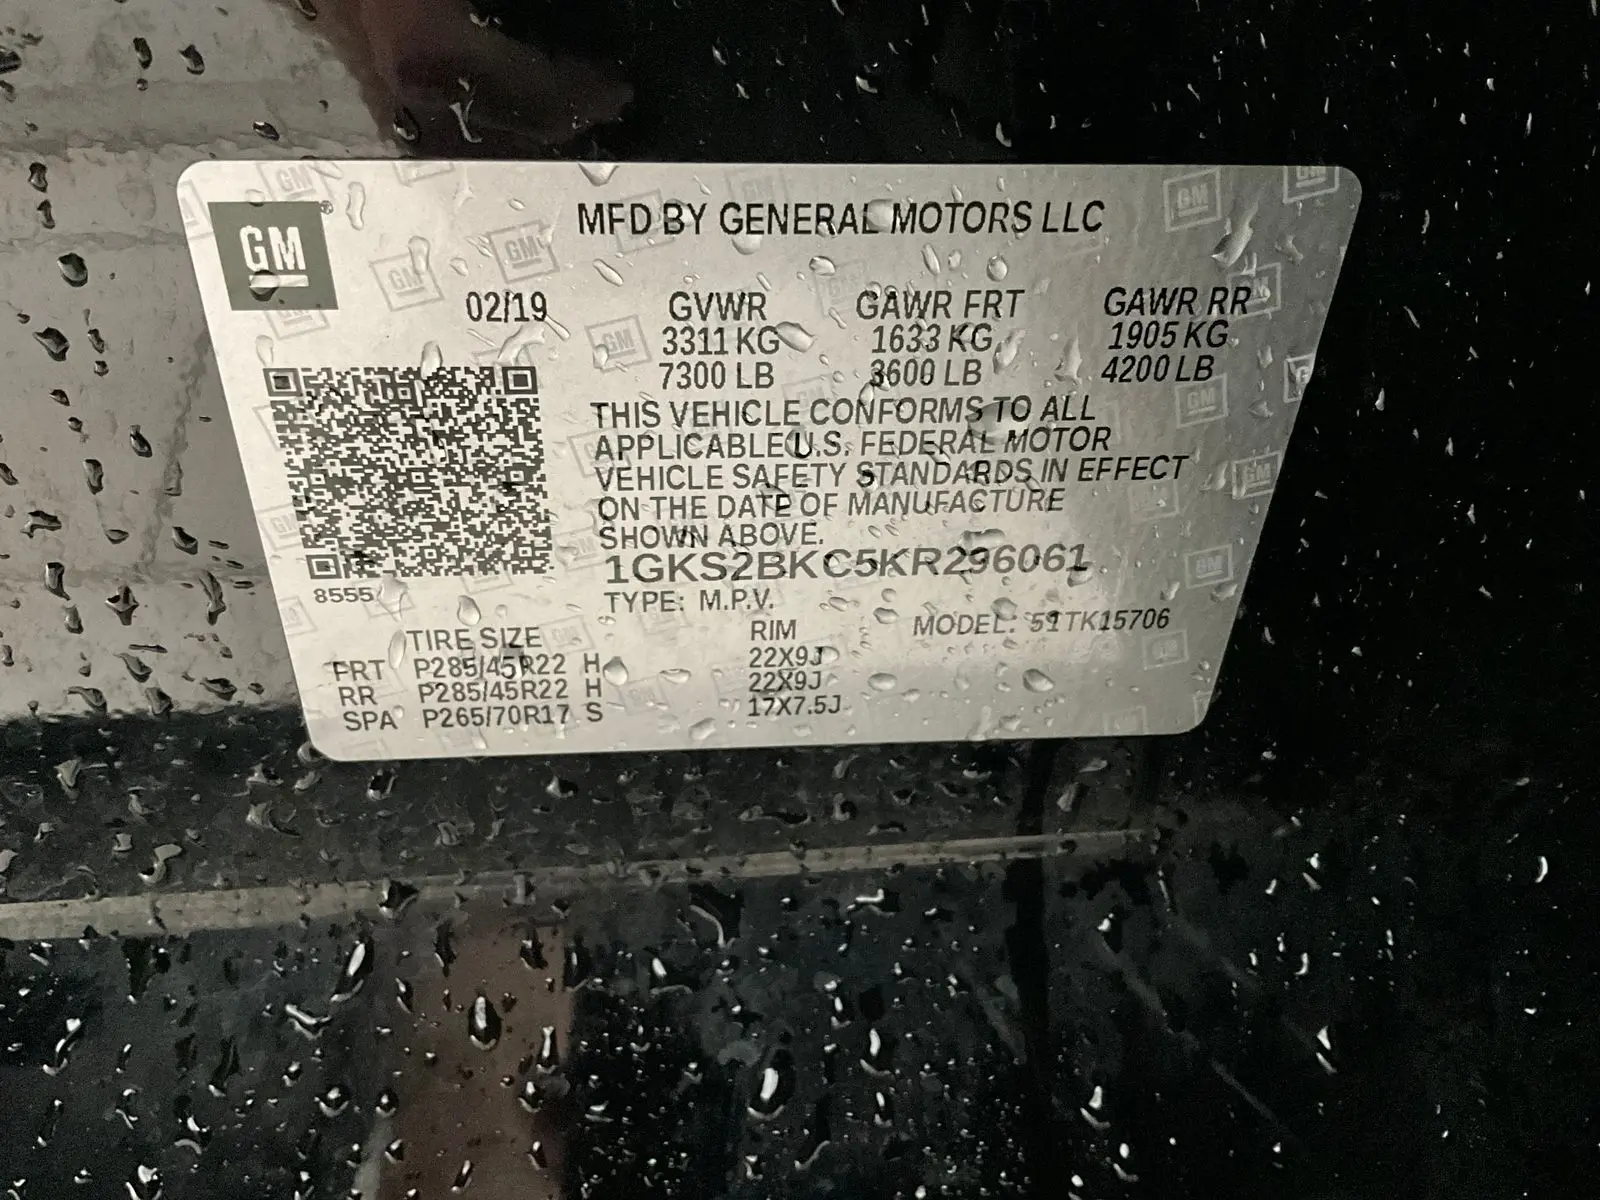 GM
MFD BY GENERAL MOTORS LLC
02/19 GVWR GAWR FRT GAWR RR
3311 KG 1633 KG 1905 KG
7300 LB 3600 LB 4200 LB
THIS VEHICLE CONFORMS TO ALL
APPLICABLE U.S. FEDERAL MOTOR
VEHICLE SAFETY STANDARDS IN EFFECT
ON THE DATE OF MANUFACTURE
SHOWN ABOVE.
1GKS2BKC5KR296061
8555
TYPE: M.P.V.
MODEL: 51TK15706
TIRE SIZE RIM
FRT P285/45R22 H 22X9J
RR P285/45R22 H 22X9J
SPA P265/70R17 S 17X7.5J